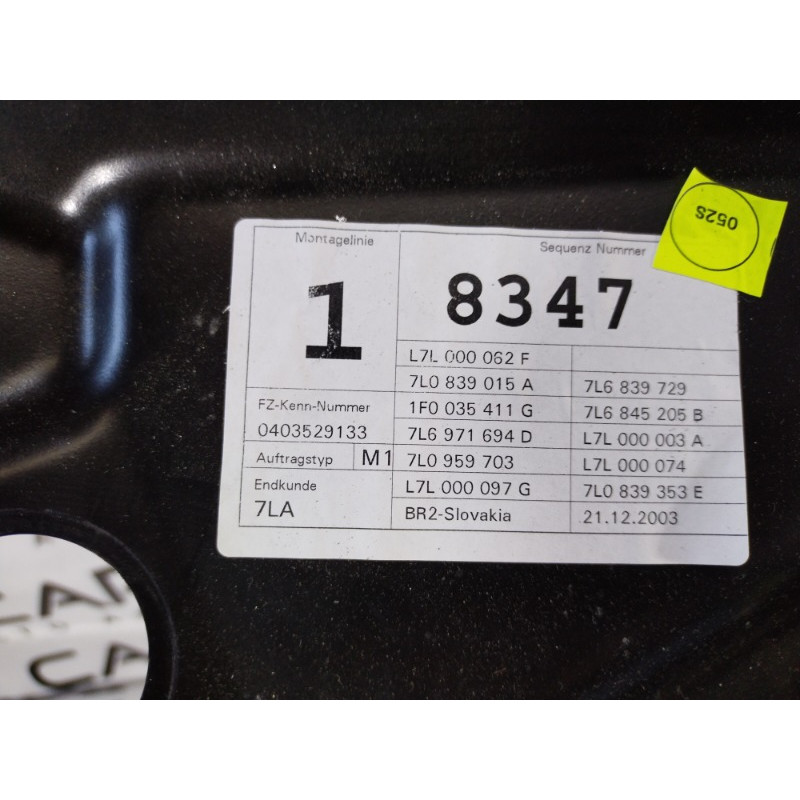 Montagelinie
1
Sequenz Nummer
8347
052S
L7L 000 062 F
7L0 839 015 A 7L6 839 729
FZ-Kenn-Nummer
0403529133
1F0 035 411 G 7L6 845 205 B
7L6 971 694 D L7L 000 003 A
Auftragstyp M1
7L0 959 703 L7L 000 074
Endkunde
7LA
L7L 000 097 G 7L0 839 353 E
BR2-Slovakia 21.12.2003
CAR
CA